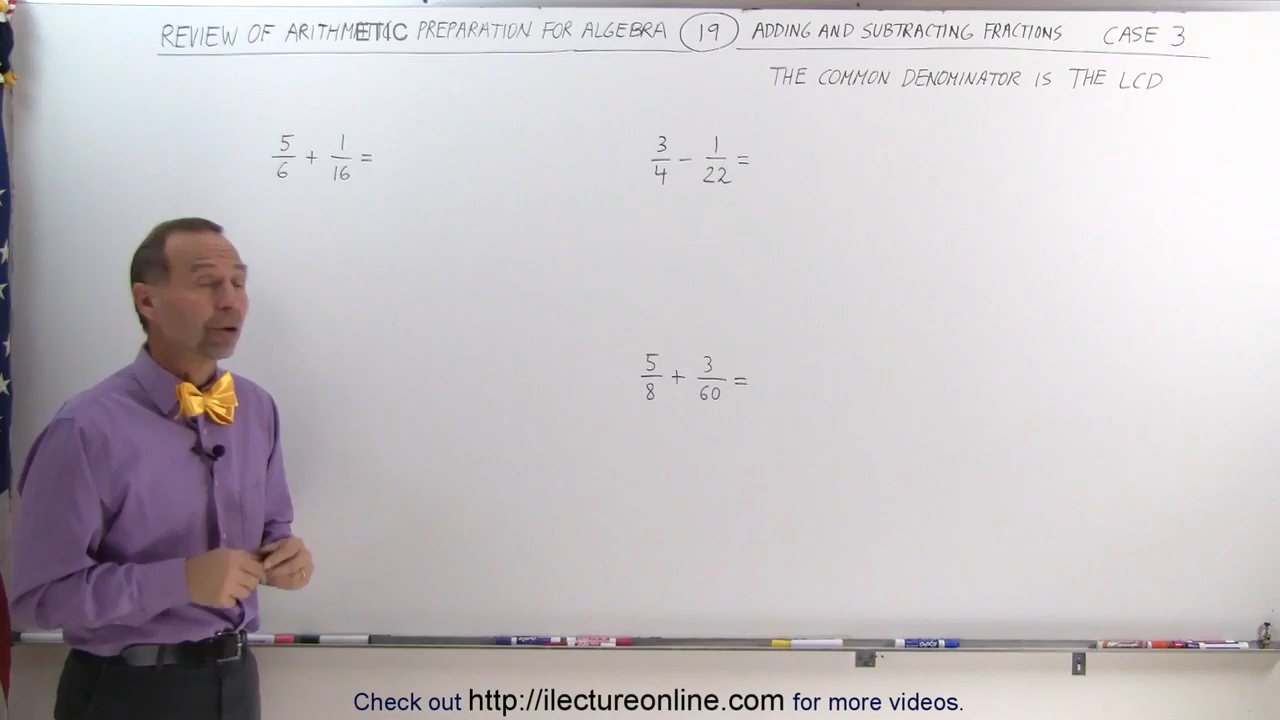 REVIEW OF ARITHMETIC PREPARATION FOR ALGEBRA 19 ADDING AND SUBTRACTING FRACTIONS CASE 3
THE COMMON DENOMINATOR IS THE LCD
5/6 + 1/16 =
3/4 - 1/22 =
5/8 + 3/60 =
Check out http://ilectureonline.com for more videos.